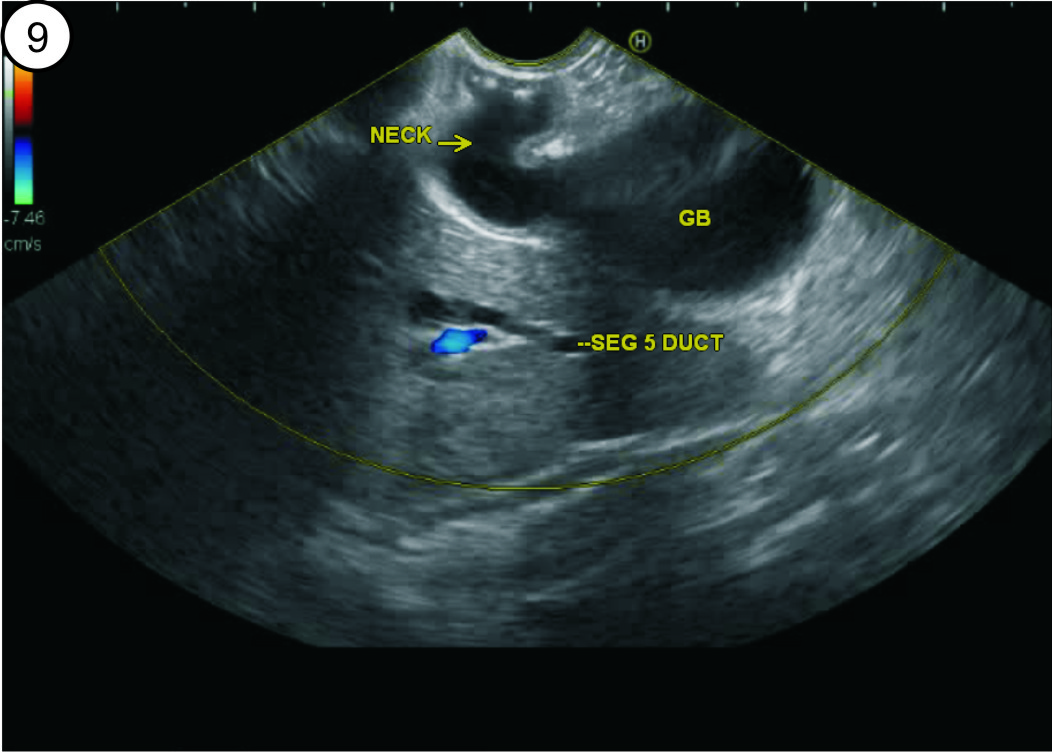 9
H
NECK
GB
-7.46
cm/s
--SEG 5 DUCT